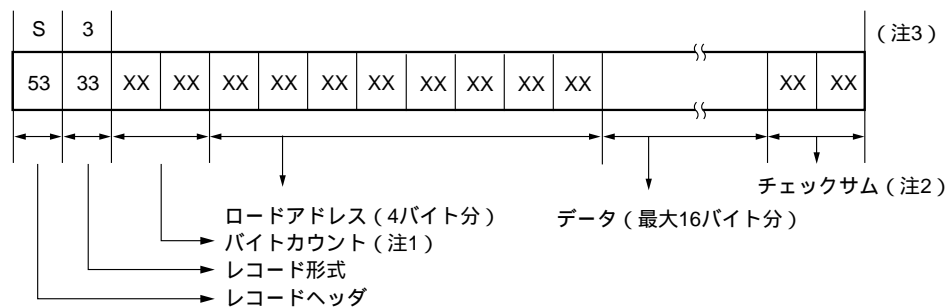 S 3
(注3)
53 33 XX XX XX XX XX XX XX XX XX XX XX XX
チェックサム(注2)
ロードアドレス(4バイト分)
データ(最大16バイト分)
バイトカウント(注1)
レコード形式
レコードヘッダ